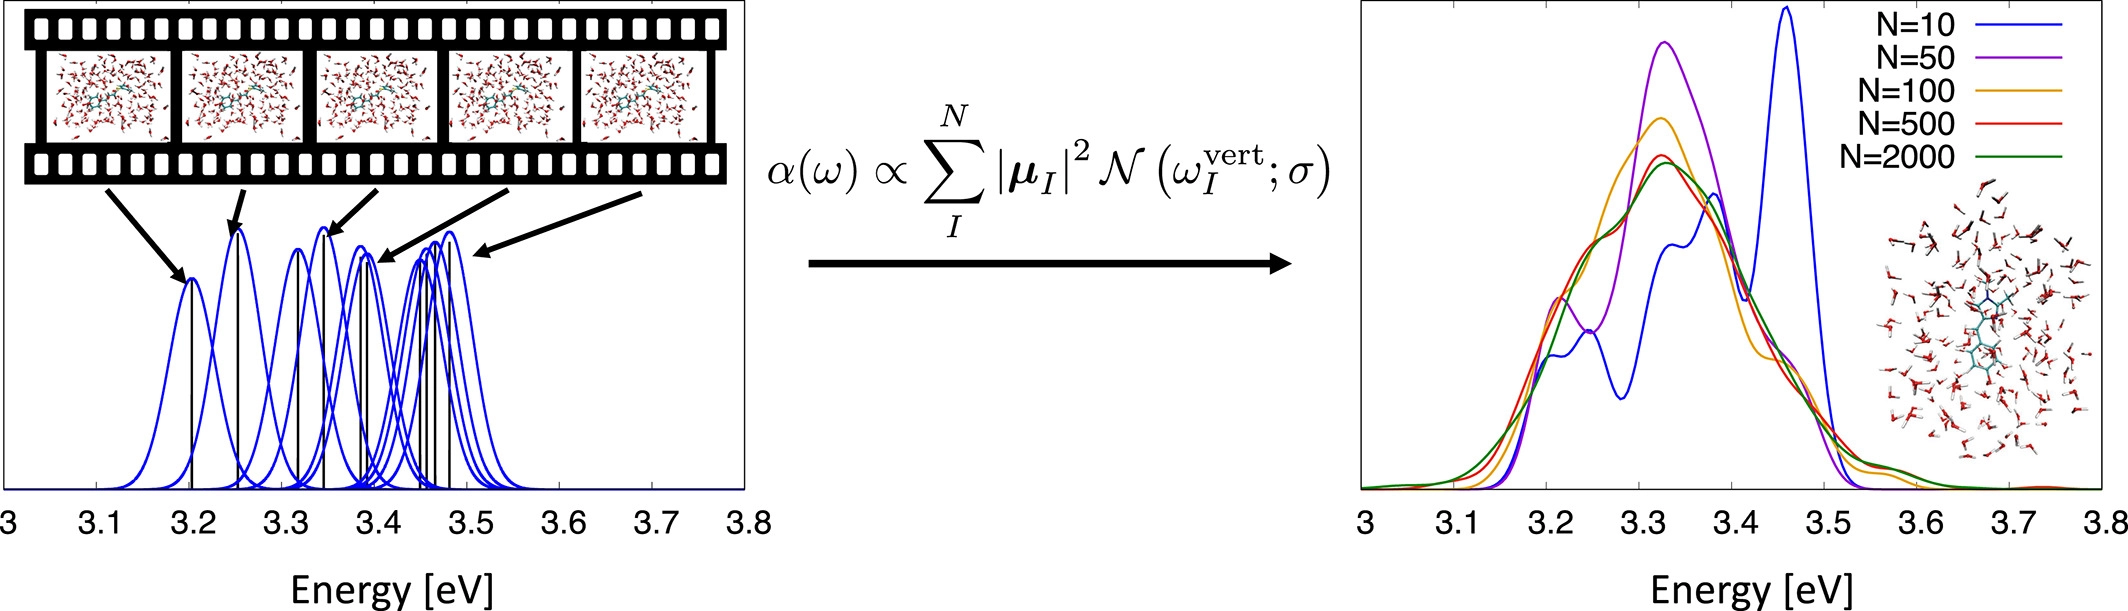 3 3.1 3.2 3.3 3.4 3.5 3.6 3.7 3.8
Energy [eV]
α(ω) ∝ ∑_I^N |μ_I|² 𝒩 (ω_I^vert; σ)
N=10
N=50
N=100
N=500
N=2000
3 3.1 3.2 3.3 3.4 3.5 3.6 3.7 3.8
Energy [eV]